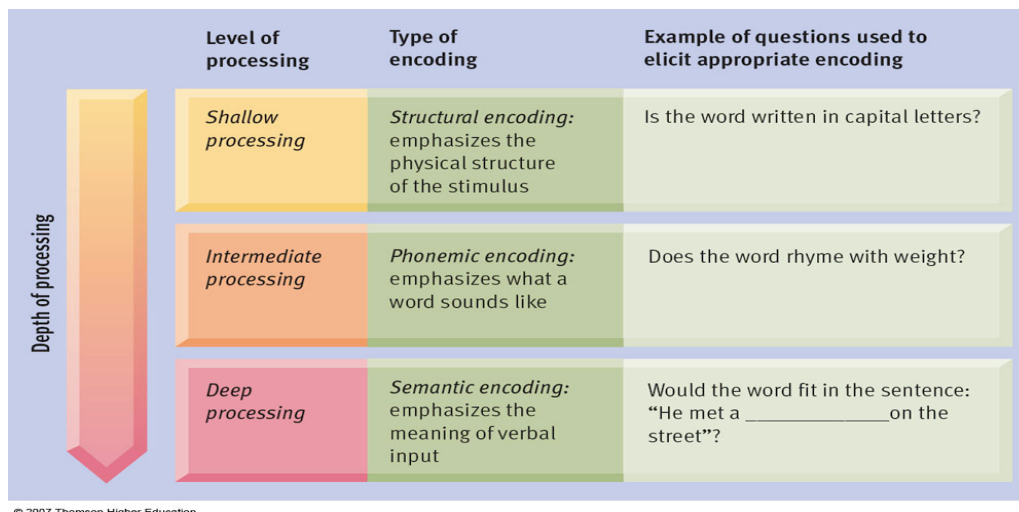 Level of processing
Type of encoding
Example of questions used to elicit appropriate encoding
Depth of processing
Shallow processing
Structural encoding:
emphasizes the
physical structure
of the stimulus
Is the word written in capital letters?
Intermediate processing
Phonemic encoding:
emphasizes what a
word sounds like
Does the word rhyme with weight?
Deep processing
Semantic encoding:
emphasizes the
meaning of verbal
input
Would the word fit in the sentence:
“He met a ______________on the
street”?
© 2007 Thomson Higher Education